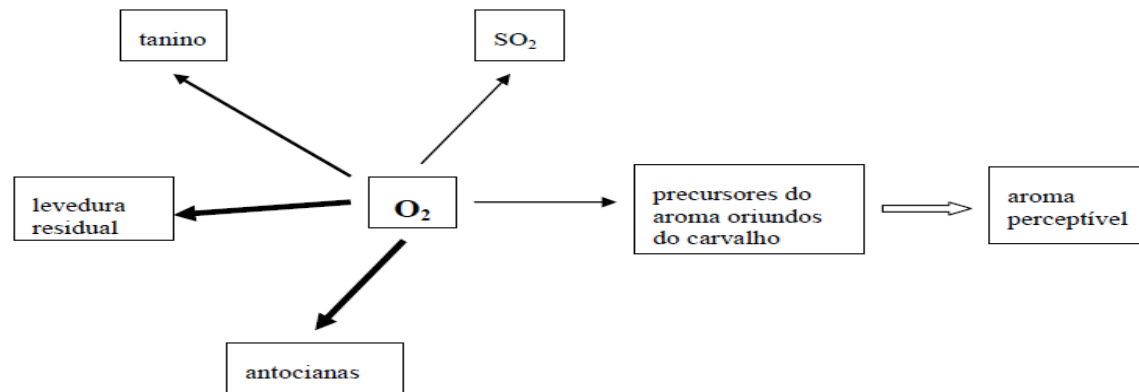 tanino
SO₂
levedura
residual
O₂
precursores do
aroma oriundos
do carvalho
aroma
perceptível
antocianas